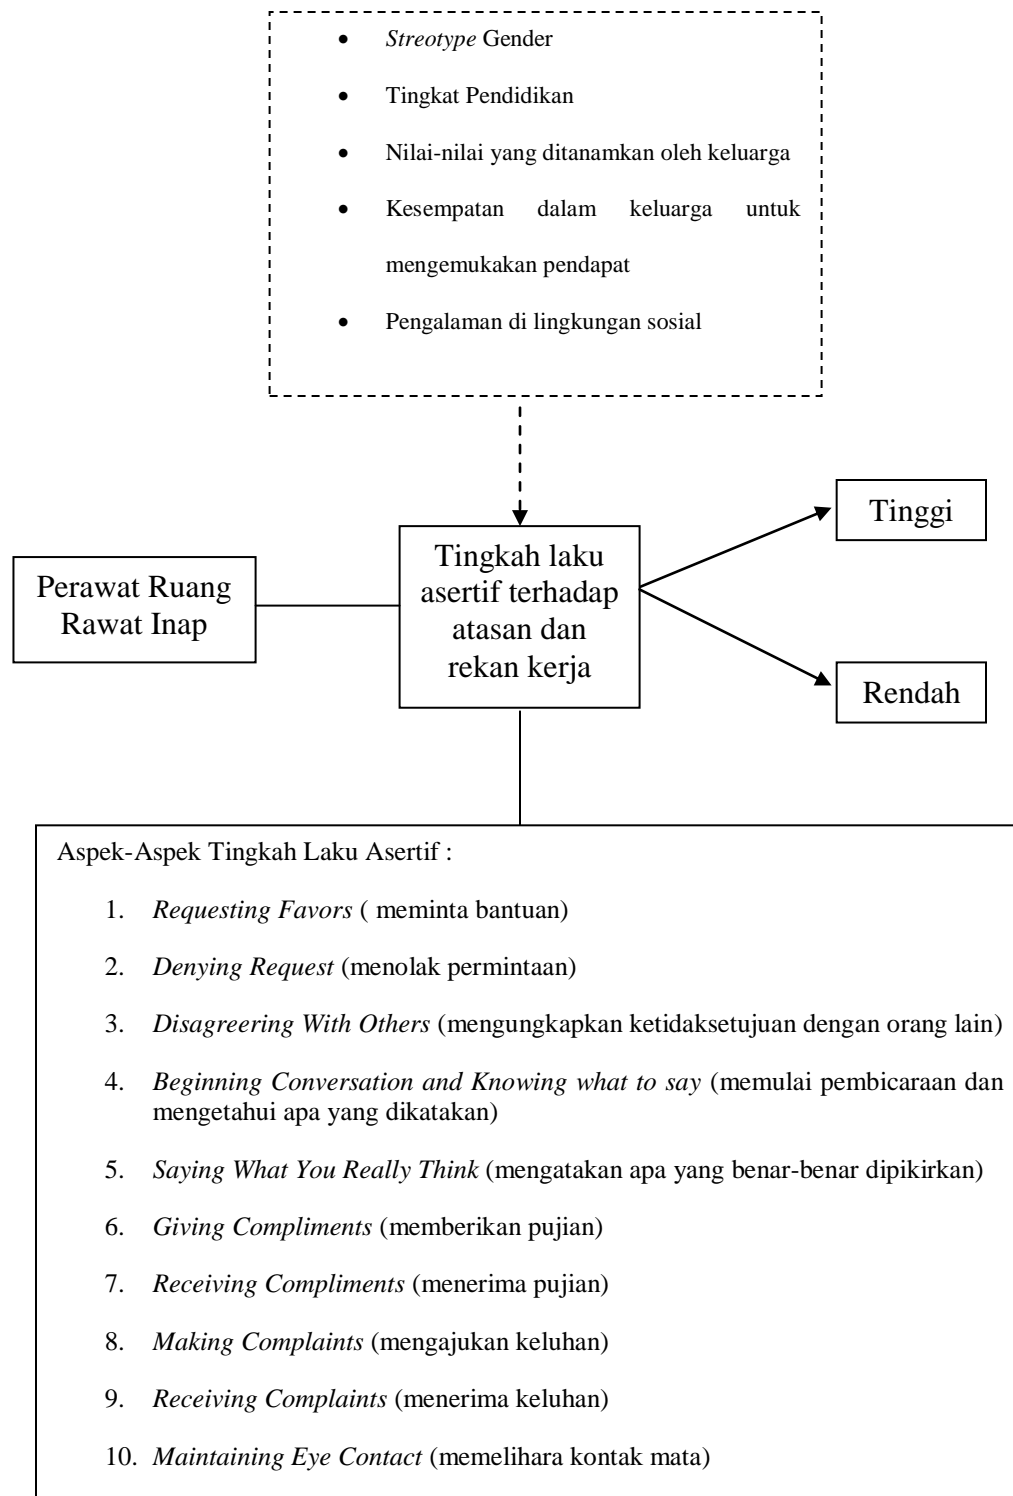 • Streotype Gender
• Tingkat Pendidikan
• Nilai-nilai yang ditanamkan oleh keluarga
• Kesempatan dalam keluarga untuk
mengemukakan pendapat
• Pengalaman di lingkungan sosial
Tinggi
Perawat Ruang
Rawat Inap
Tingkah laku
asertif terhadap
atasan dan
rekan kerja
Rendah
Aspek-Aspek Tingkah Laku Asertif :
1. Requesting Favors ( meminta bantuan)
2. Denying Request (menolak permintaan)
3. Disagreering With Others (mengungkapkan ketidaksetujuan dengan orang lain)
4. Beginning Conversation and Knowing what to say (memulai pembicaraan dan
mengetahui apa yang dikatakan)
5. Saying What You Really Think (mengatakan apa yang benar-benar dipikirkan)
6. Giving Compliments (memberikan pujian)
7. Receiving Compliments (menerima pujian)
8. Making Complaints (mengajukan keluhan)
9. Receiving Complaints (menerima keluhan)
10. Maintaining Eye Contact (memelihara kontak mata)